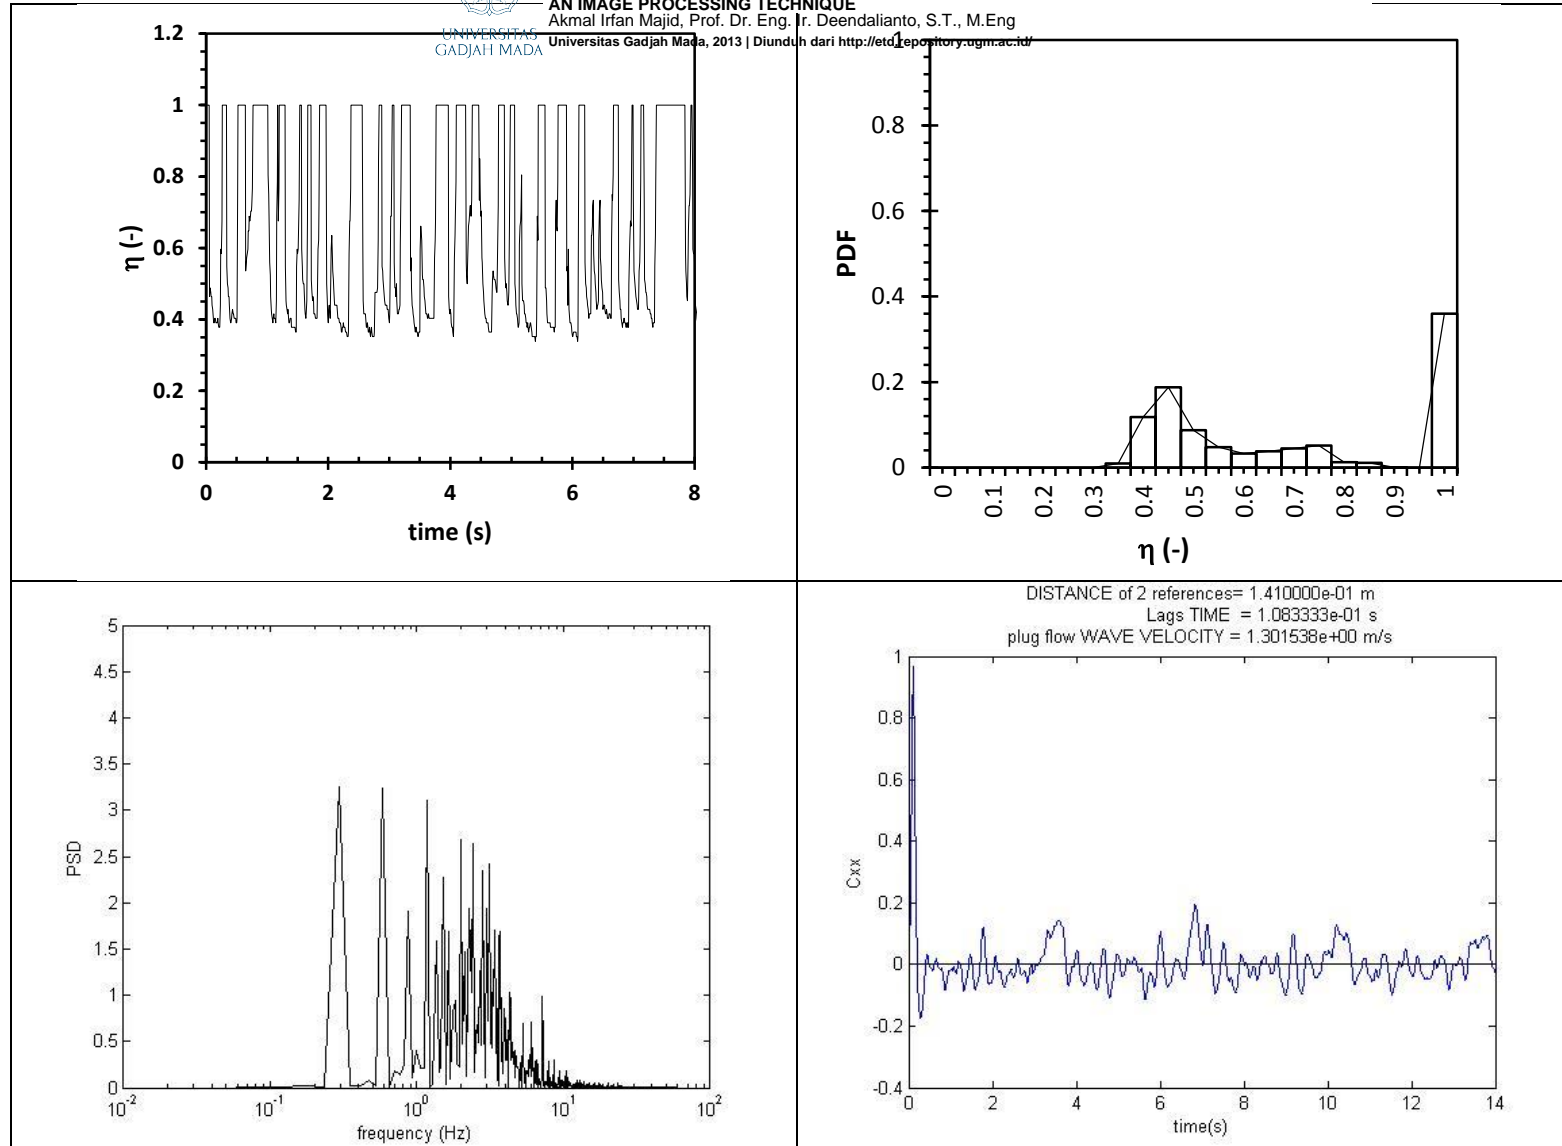 AN IMAGE PROCESSING TECHNIQUE
Akmal Irfan Majid, Prof. Dr. Eng. Ir. Deendalianto, S.T., M.Eng
UNIVERSITAS
GADJAH MADA
Universitas Gadjah Mada, 2013 | Diunduh dari http://etd.repository.ugm.ac.id/
1.2
1
0.8
0.6
0.4
0.2
0
η (-)
0 2 4 6 8
time (s)
1
0.8
0.6
0.4
0.2
0
PDF
0 0.1 0.2 0.3 0.4 0.5 0.6 0.7 0.8 0.9 1
η (-)
5
4.5
4
3.5
3
2.5
2
1.5
1
0.5
0
PSD
10-2 10-1 100 101 102
frequency (Hz)
DISTANCE of 2 references= 1.410000e-01 m
Lags TIME = 1.083333e-01 s
plug flow WAVE VELOCITY = 1.301538e+00 m/s
1
0.8
0.6
0.4
0.2
0
-0.2
-0.4
Cxx
0 2 4 6 8 10 12 14
time(s)